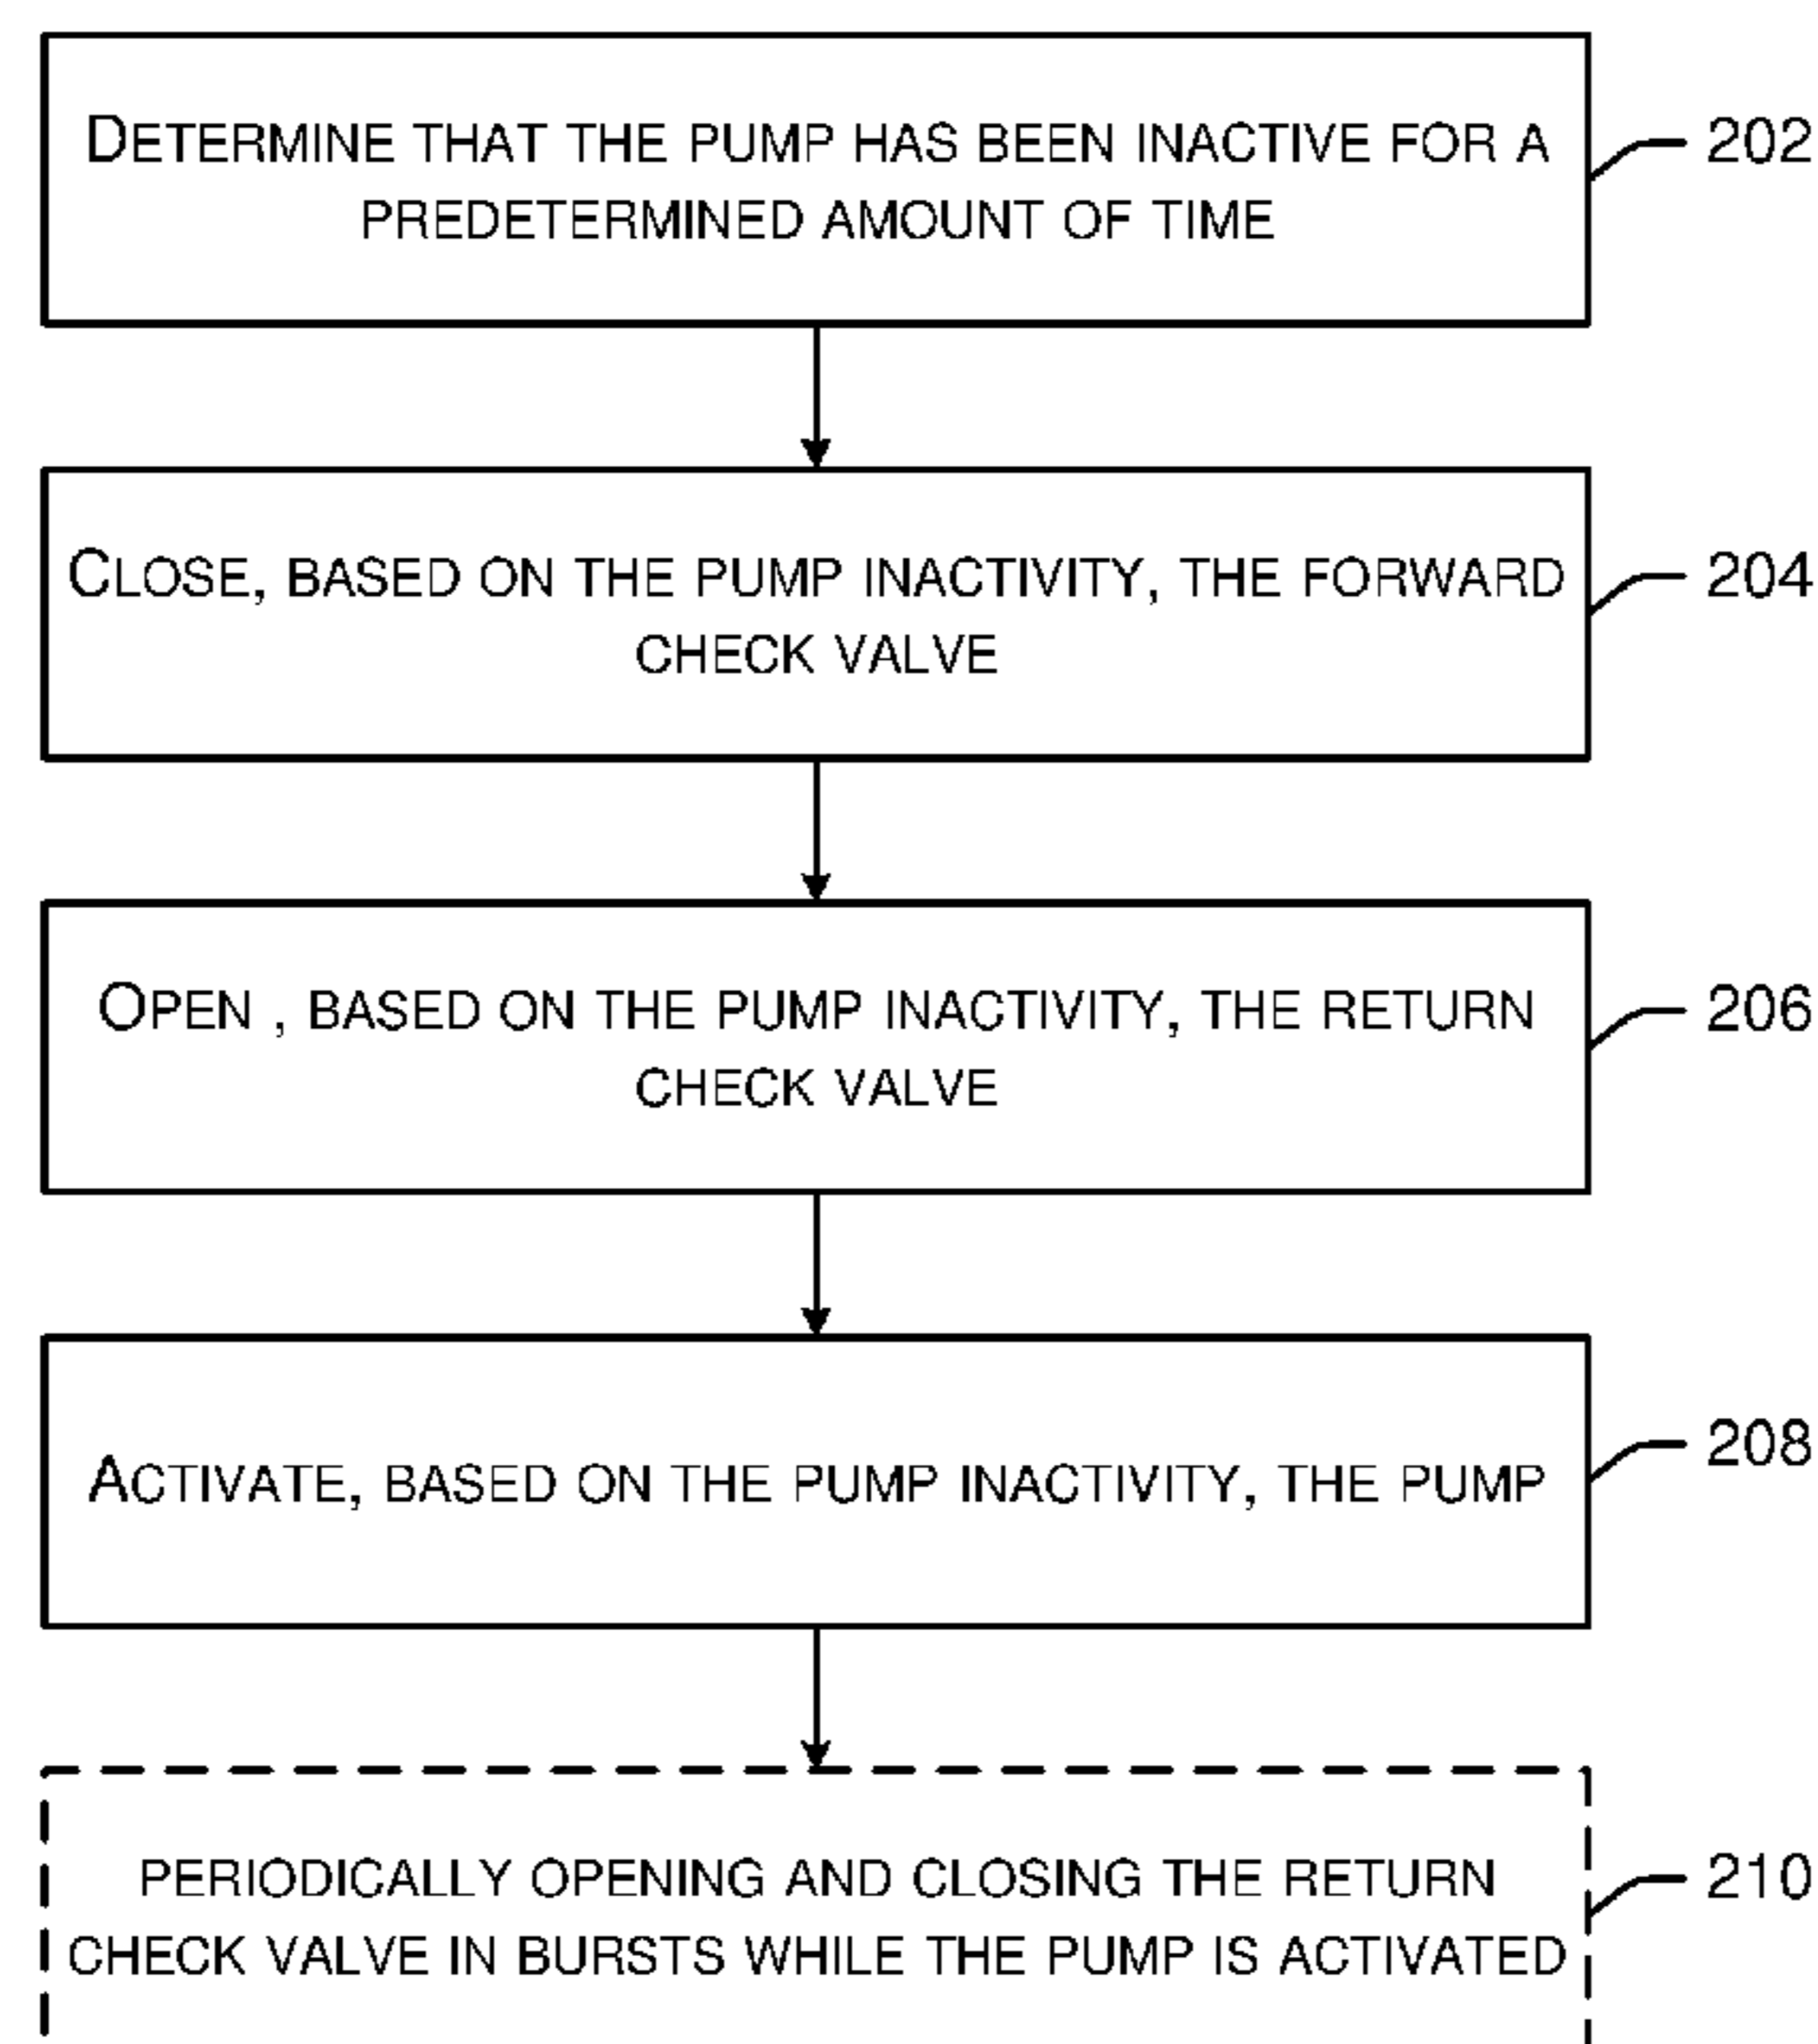 DETERMINE THAT THE PUMP HAS BEEN INACTIVE FOR A
PREDETERMINED AMOUNT OF TIME
202
CLOSE, BASED ON THE PUMP INACTIVITY, THE FORWARD
CHECK VALVE
204
OPEN , BASED ON THE PUMP INACTIVITY, THE RETURN
CHECK VALVE
206
ACTIVATE, BASED ON THE PUMP INACTIVITY, THE PUMP
208
PERIODICALLY OPENING AND CLOSING THE RETURN
CHECK VALVE IN BURSTS WHILE THE PUMP IS ACTIVATED
210